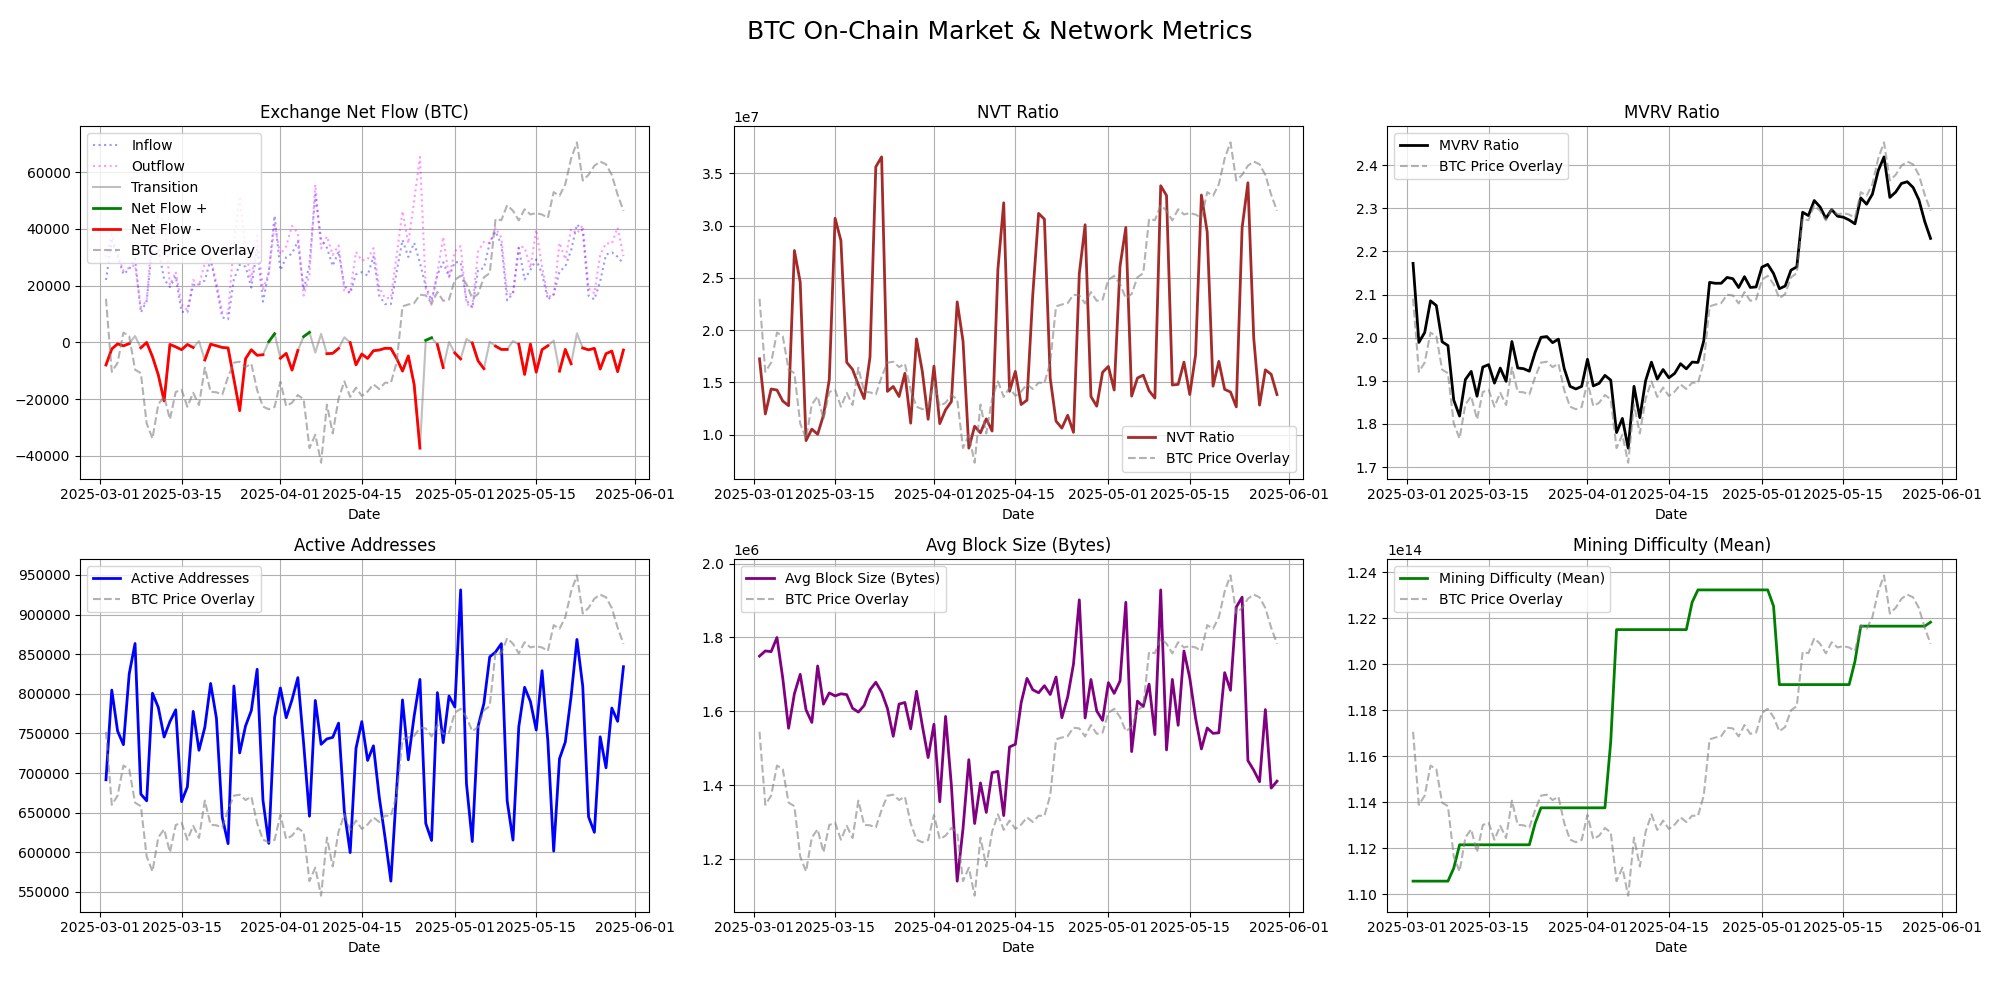 BTC On-Chain Market & Network Metrics
Exchange Net Flow (BTC)
Inflow
Outflow
Transition
Net Flow +
Net Flow -
BTC Price Overlay
60000
40000
20000
0
−20000
−40000
2025-03-01 2025-03-15 2025-04-01 2025-04-15 2025-05-01 2025-05-15 2025-06-01
Date
NVT Ratio
1e7
3.5
3.0
2.5
2.0
1.5
1.0
NVT Ratio
BTC Price Overlay
2025-03-01 2025-03-15 2025-04-01 2025-04-15 2025-05-01 2025-05-15 2025-06-01
Date
MVRV Ratio
MVRV Ratio
BTC Price Overlay
2.4
2.3
2.2
2.1
2.0
1.9
1.8
1.7
2025-03-01 2025-03-15 2025-04-01 2025-04-15 2025-05-01 2025-05-15 2025-06-01
Date
Active Addresses
Active Addresses
BTC Price Overlay
950000
900000
850000
800000
750000
700000
650000
600000
550000
2025-03-01 2025-03-15 2025-04-01 2025-04-15 2025-05-01 2025-05-15 2025-06-01
Date
Avg Block Size (Bytes)
1e6
Avg Block Size (Bytes)
BTC Price Overlay
2.0
1.8
1.6
1.4
1.2
2025-03-01 2025-03-15 2025-04-01 2025-04-15 2025-05-01 2025-05-15 2025-06-01
Date
Mining Difficulty (Mean)
1e14
Mining Difficulty (Mean)
BTC Price Overlay
1.24
1.22
1.20
1.18
1.16
1.14
1.12
1.10
2025-03-01 2025-03-15 2025-04-01 2025-04-15 2025-05-01 2025-05-15 2025-06-01
Date